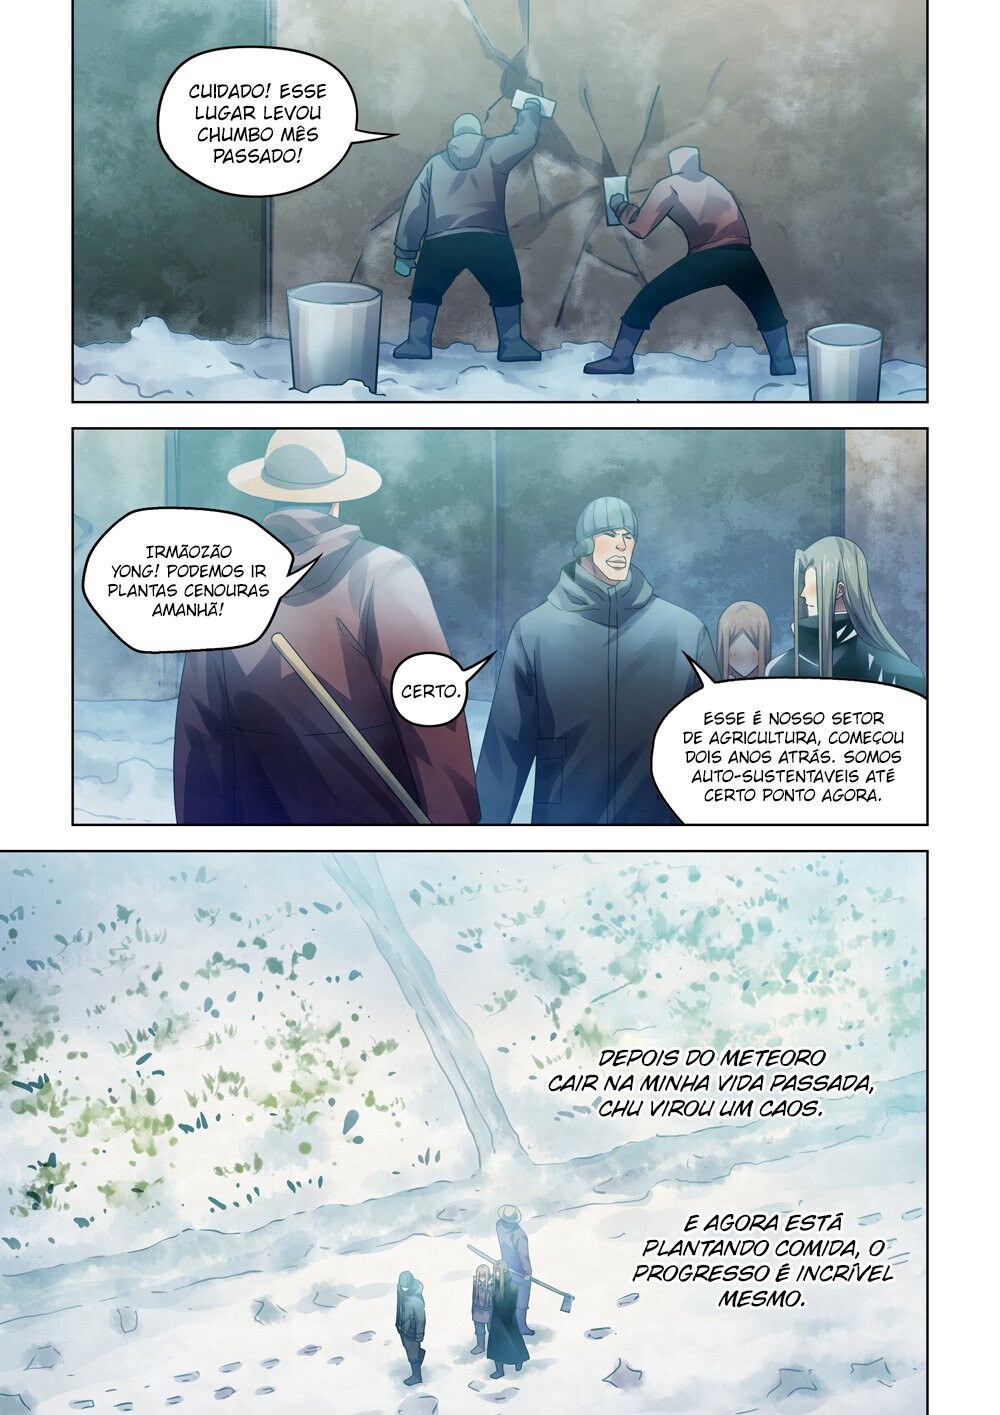 CUIDADO! ESSE
LUGAR LEVOU
CHUMBO MÊS
PASSADO!
IRMÃOZÃO
YONG! PODEMOS IR
PLANTAS CENOURAS
AMANHÃ!
CERTO.
ESSE É NOSSO SETOR
DE AGRICULTURA, COMEÇOU
DOIS ANOS ATRÁS. SOMOS
AUTO-SUSTENTAVEIS ATÉ
CERTO PONTO AGORA.
DEPOIS DO METEORO
CAIR NA MINHA VIDA PASSADA,
CHU VIROU UM CAOS.
E AGORA ESTÁ
PLANTANDO COMIDA, O
PROGRESSO É INCRÍVEL
MESMO.